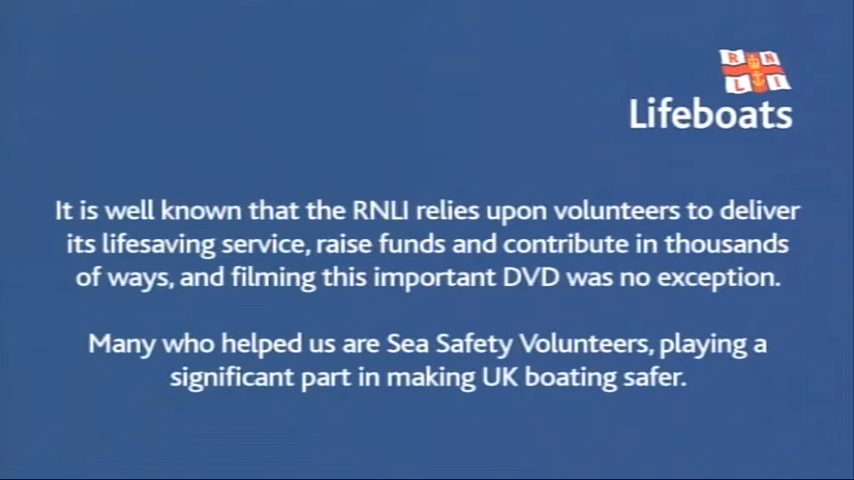 R N
L I
Lifeboats
It is well known that the RNLI relies upon volunteers to deliver
its lifesaving service, raise funds and contribute in thousands
of ways, and filming this important DVD was no exception.
Many who helped us are Sea Safety Volunteers, playing a
significant part in making UK boating safer.